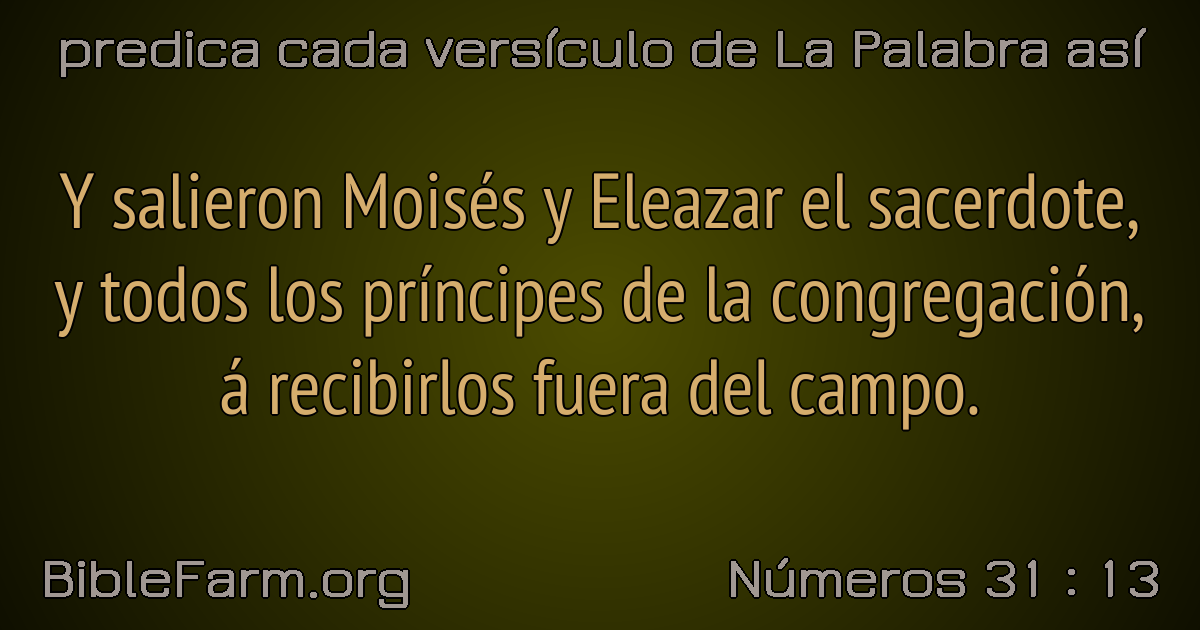 predica cada versículo de La Palabra así
Y salieron Moisés y Eleazar el sacerdote,
y todos los príncipes de la congregación,
á recibirlos fuera del campo.
BibleFarm.org
Números 31 : 13